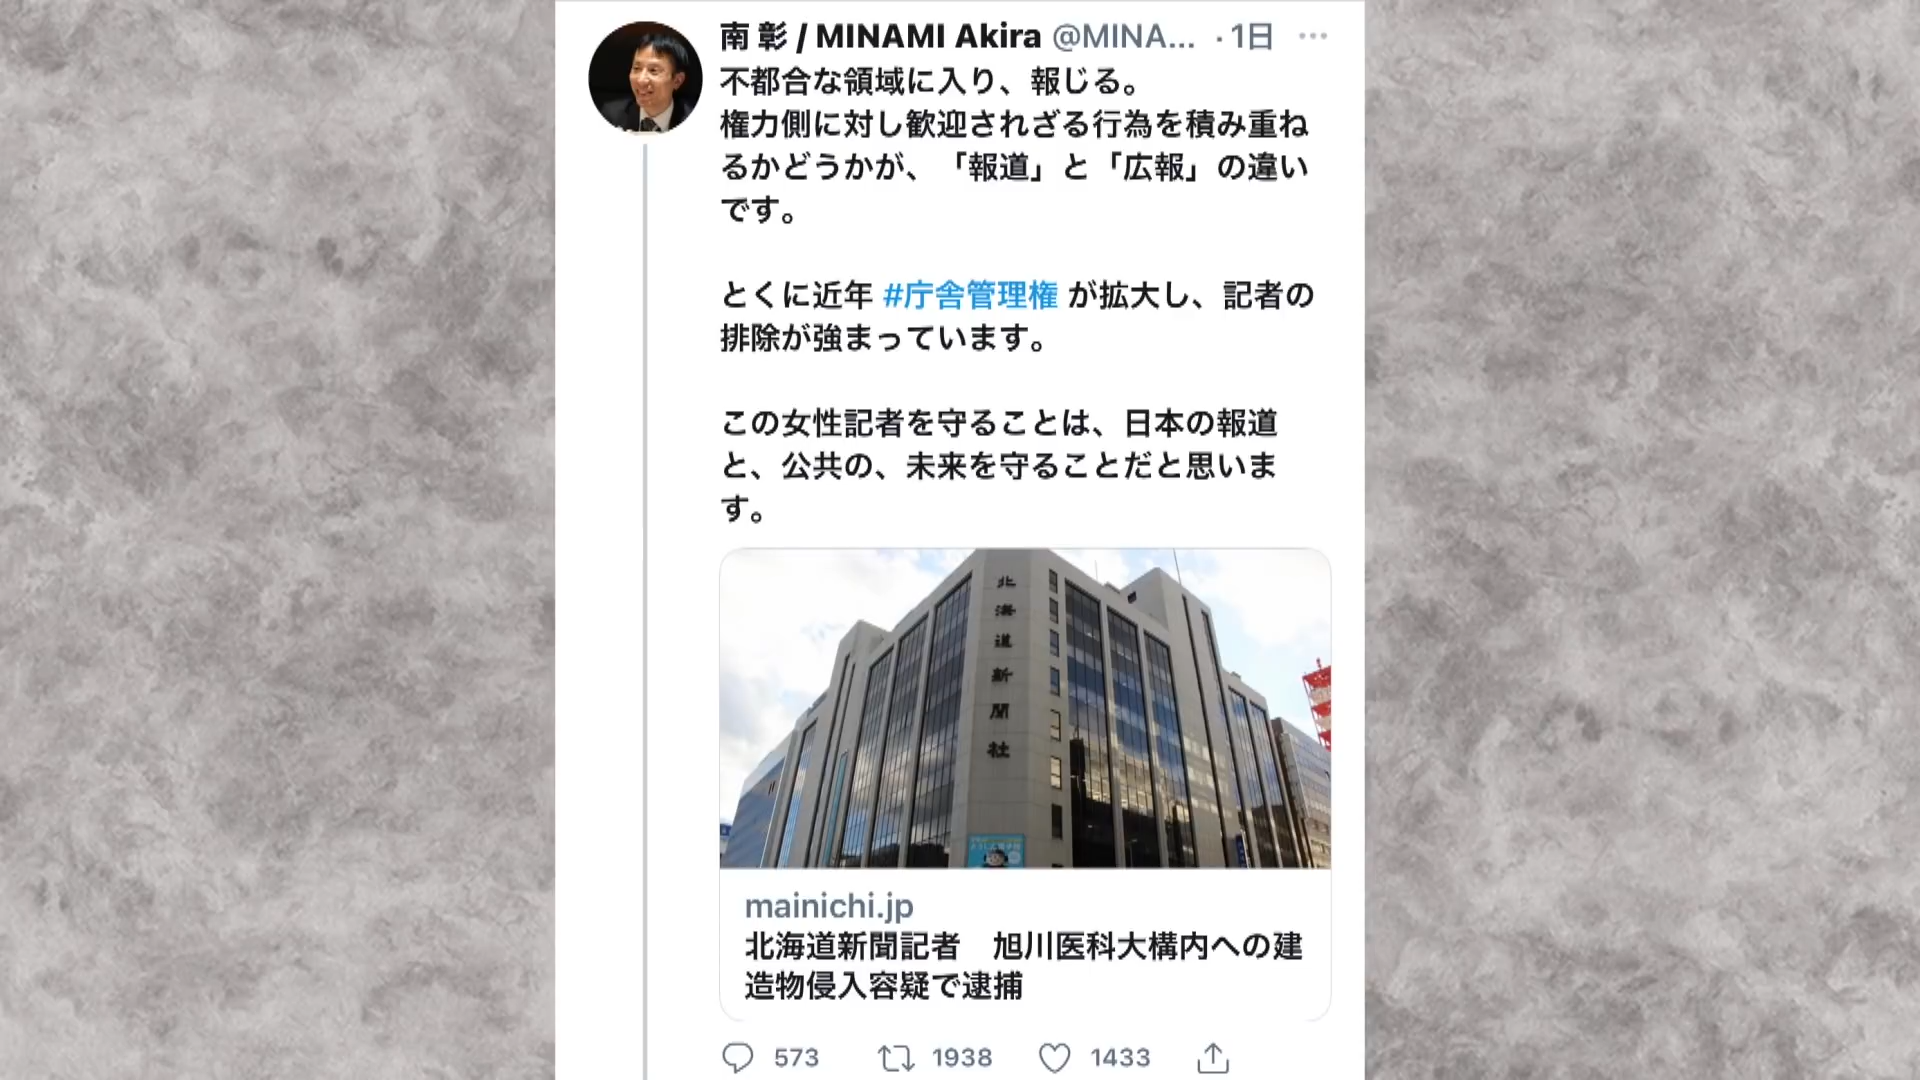 南 彰 / MINAMI Akira @MINA... · 1日
不都合な領域に入り、報じる。
権力側に対し歓迎されざる行為を積み重ね
るかどうかが、「報道」と「広報」の違い
です。
とくに近年 #庁舎管理権 が拡大し、記者の
排除が強まっています。
この女性記者を守ることは、日本の報道
と、公共の、未来を守ることだと思いま
す。
北海道新聞社
mainichi.jp
北海道新聞記者　旭川医科大構内への建
造物侵入容疑で逮捕
573 1938 1433